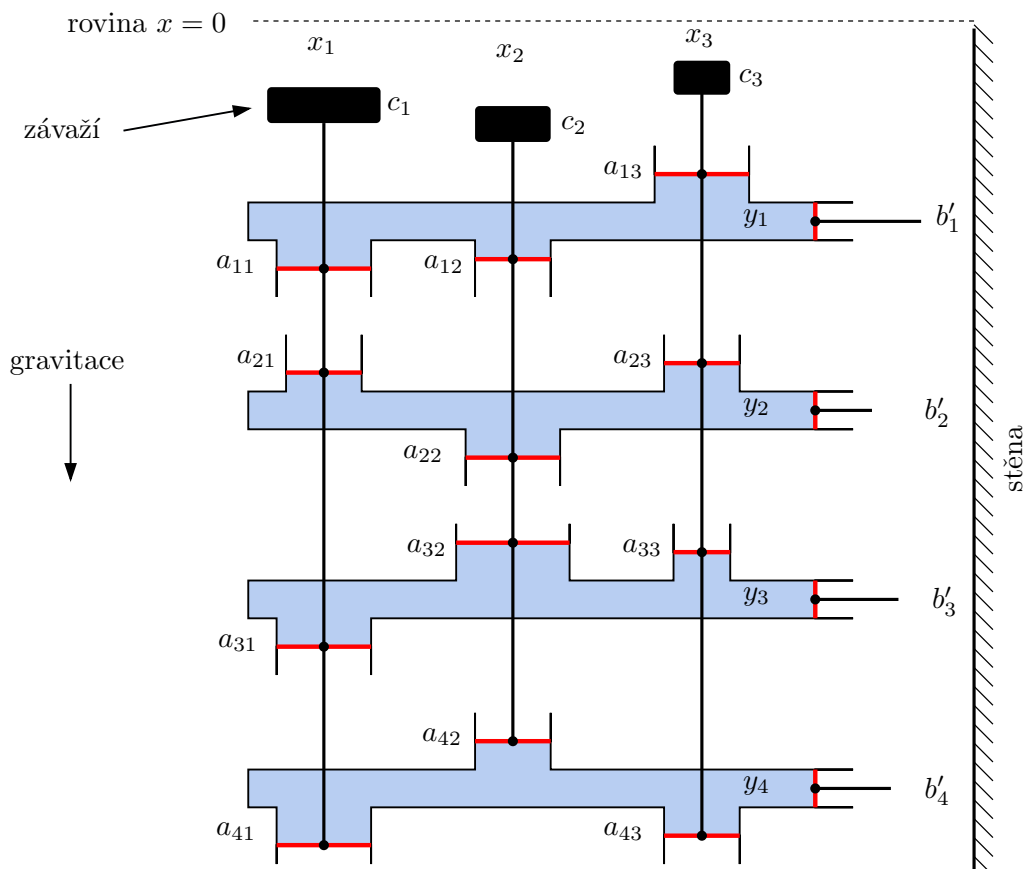 rovina x = 0
x₁ x₂ x₃
c₁ c₂ c₃
závaží
a₁₃
y₁ b′₁
a₁₁ a₁₂
gravitace
a₂₁ a₂₃
y₂ b′₂
a₂₂
stěna
a₃₂ a₃₃
y₃ b′₃
a₃₁
a₄₂
y₄ b′₄
a₄₁ a₄₃